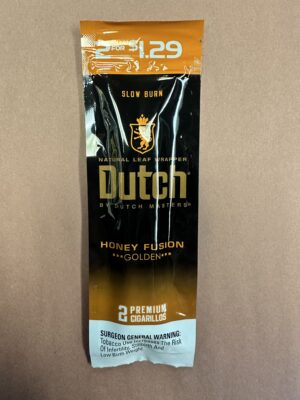 2 FOR $1.29
SLOW BURN
NATURAL LEAF WRAPPER
Dutch
BY DUTCH MASTERS®
HONEY FUSION
•••GOLDEN•••
2 PREMIUM
CIGARILLOS
SURGEON GENERAL WARNING:
Tobacco Use Increases The Risk
Of Infertility, Stillbirth And
Low Birth Weight.